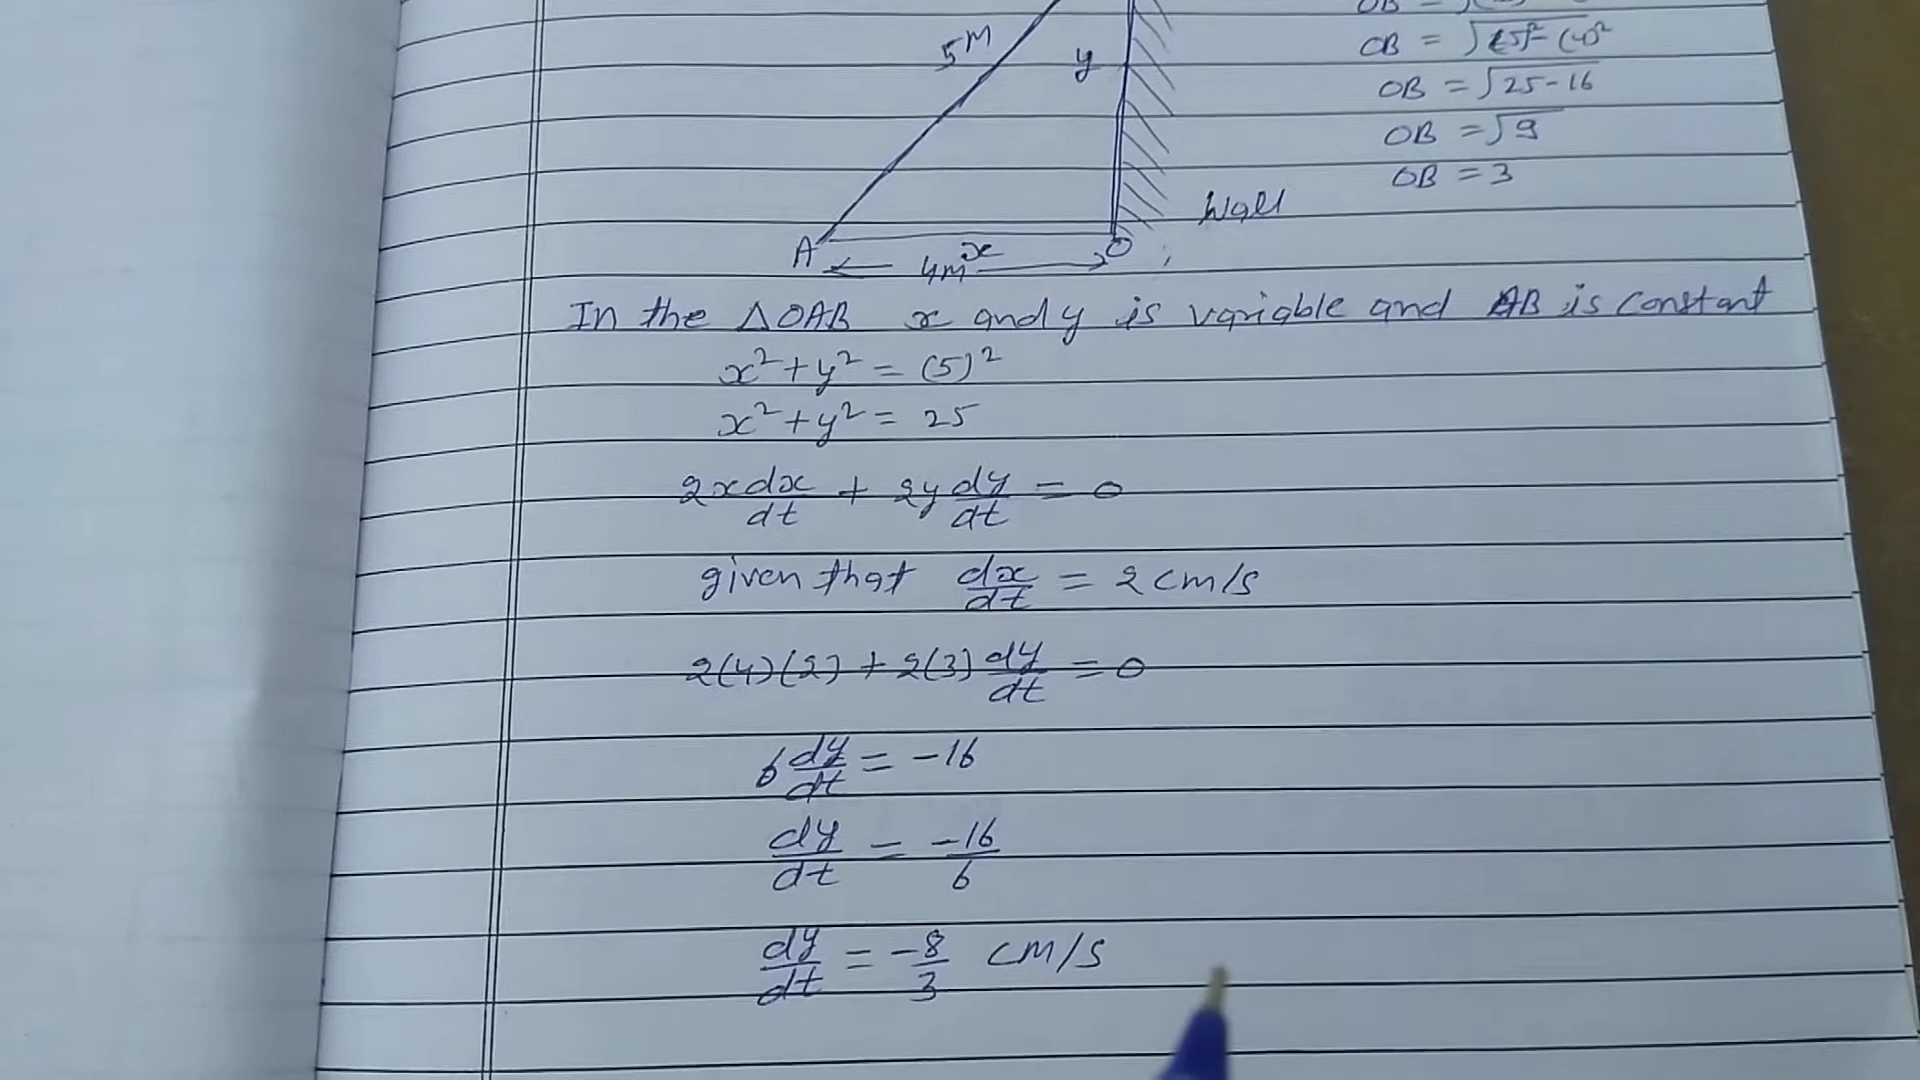 5M
y
OB = √(5)² - (4)²
OB = √25-16
OB = √9
OB = 3
Wall
A
x
O
4m
In the △OAB x and y is variable and AB is constant
x² + y² = (5)²
x² + y² = 25
2x dx/dt + 2y dy/dt = 0
given that dx/dt = 2 cm/s
2(4)(2) + 2(3) dy/dt = 0
6 dy/dt = -16
dy/dt = -16/6
dy/dt = -8/3 cm/s